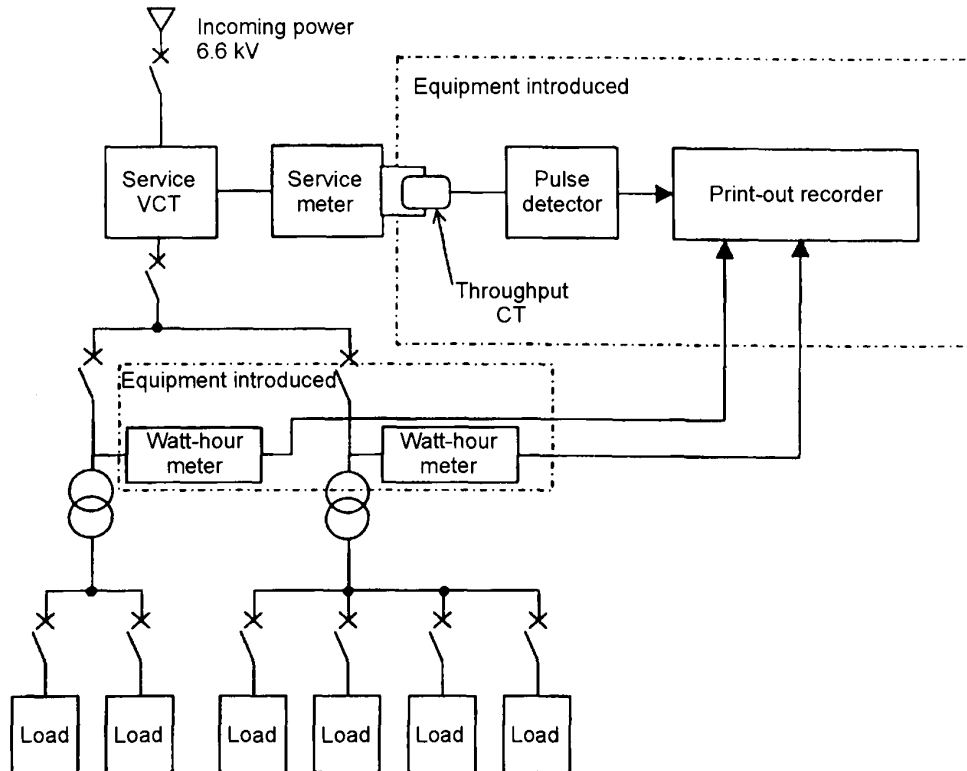 Incoming power
6.6 kV
Equipment introduced
Service
VCT
Service
meter
Pulse
detector
Print-out recorder
Throughput
CT
Equipment introduced
Watt-hour
meter
Watt-hour
meter
Load
Load
Load
Load
Load
Load